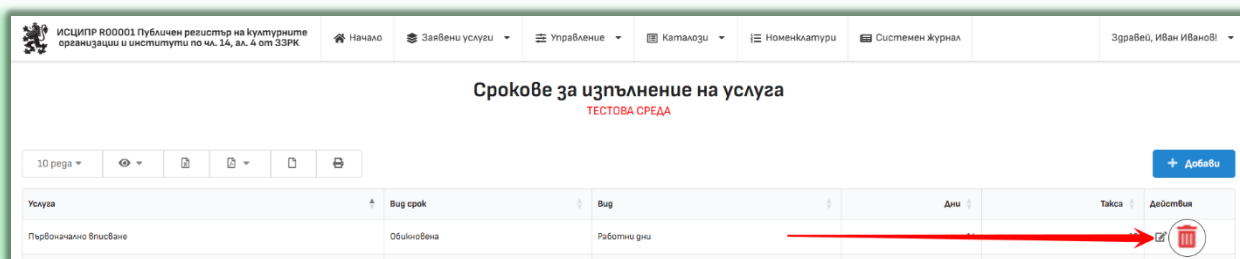 ИСЦИПР R00001 Публичен регистър на културните
организации и институти по чл. 14, ал. 4 от ЗЗРК
Начало
Заявени услуги
Управление
Каталози
Номенклатури
Системен журнал
Здравей, Иван Иванов!
Срокове за изпълнение на услуга
ТЕСТОВА СРЕДА
10 реда
+ Добави
Услуга
Вид срок
Вид
Дни
Такса
Действия
Първоначално вписване
Обикновена
Работни дни